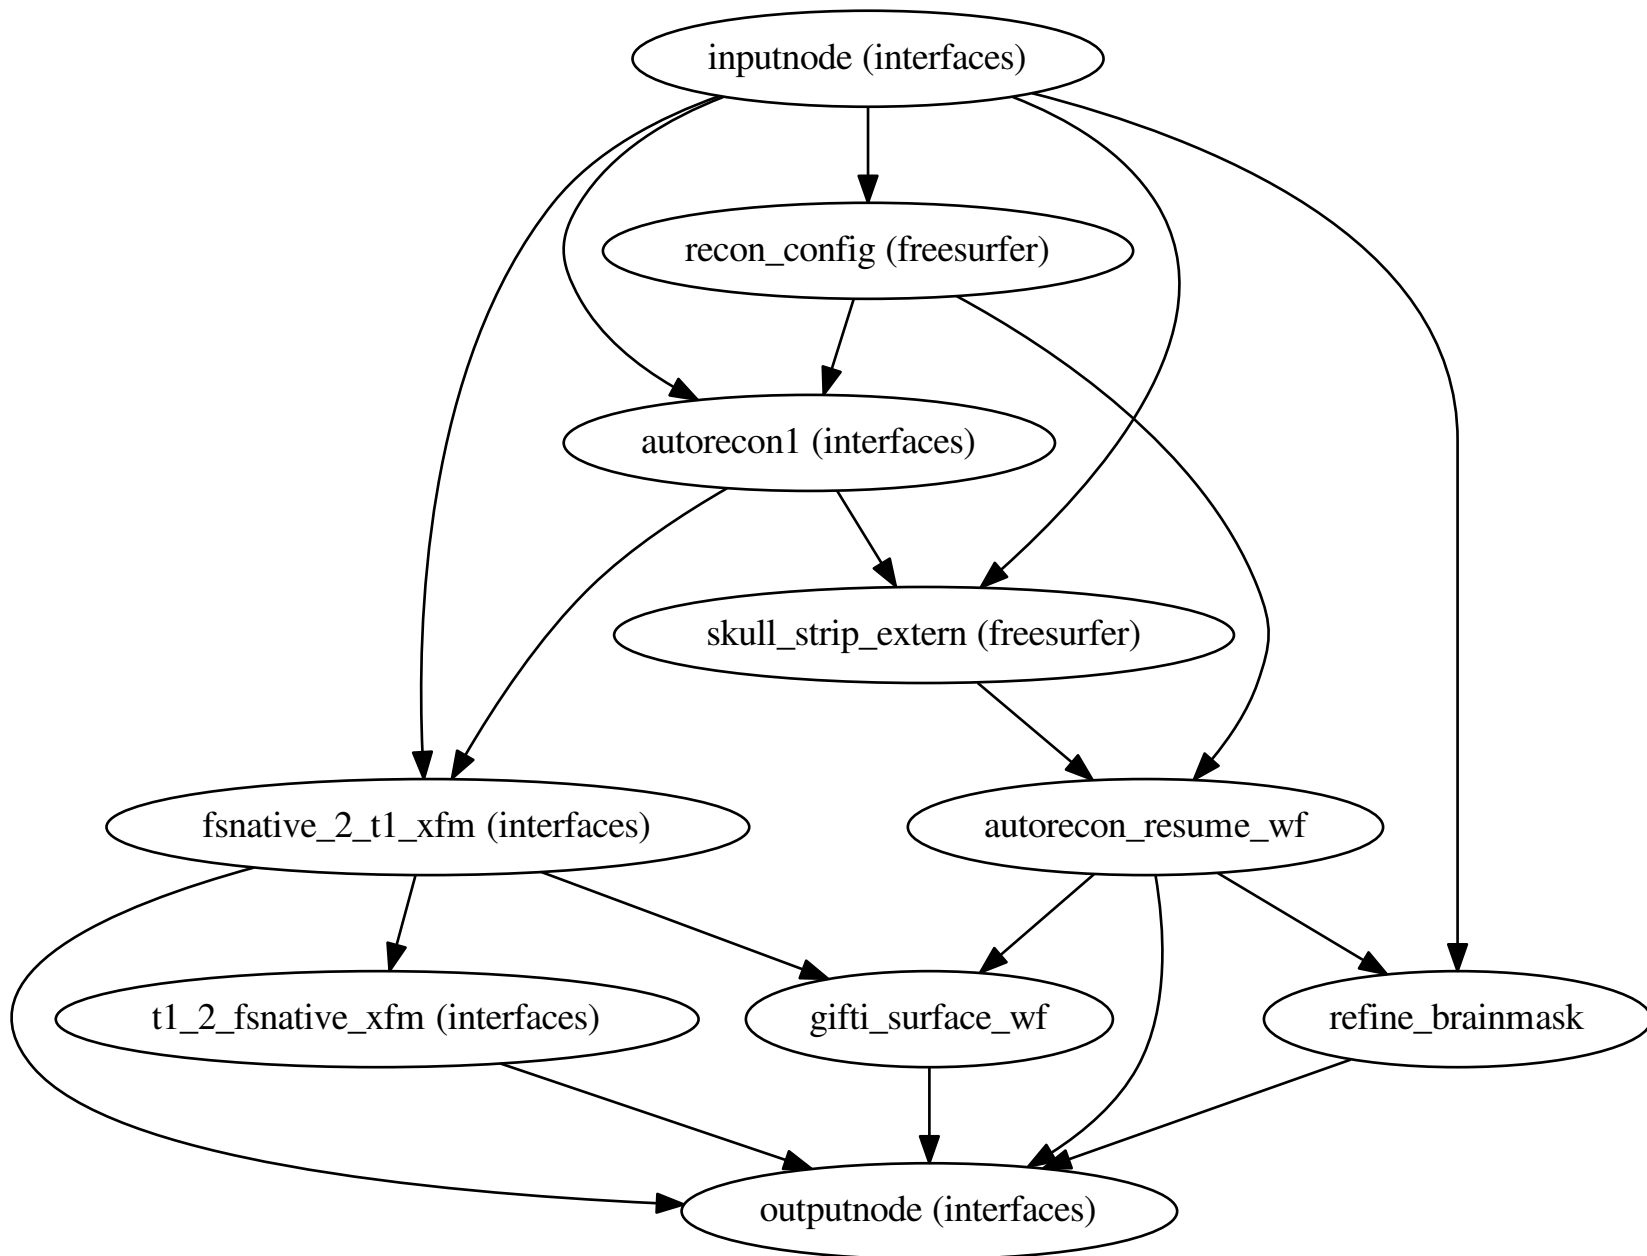 inputnode (interfaces)
recon_config (freesurfer)
autorecon1 (interfaces)
skull_strip_extern (freesurfer)
fsnative_2_t1_xfm (interfaces)
autorecon_resume_wf
t1_2_fsnative_xfm (interfaces)
gifti_surface_wf
refine_brainmask
outputnode (interfaces)